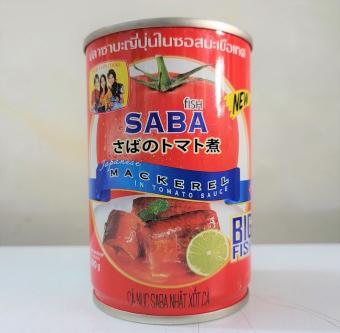 ปลาซาบะญี่ปุ่นในซอสมะเขือเทศ
NEW
fisH
SABA
さばのトマト煮
Japanese
MACKEREL
IN TOMATO SAUCE
BIG
FIS
CÁ NỤC SABA NHẬT XỐT CÀ